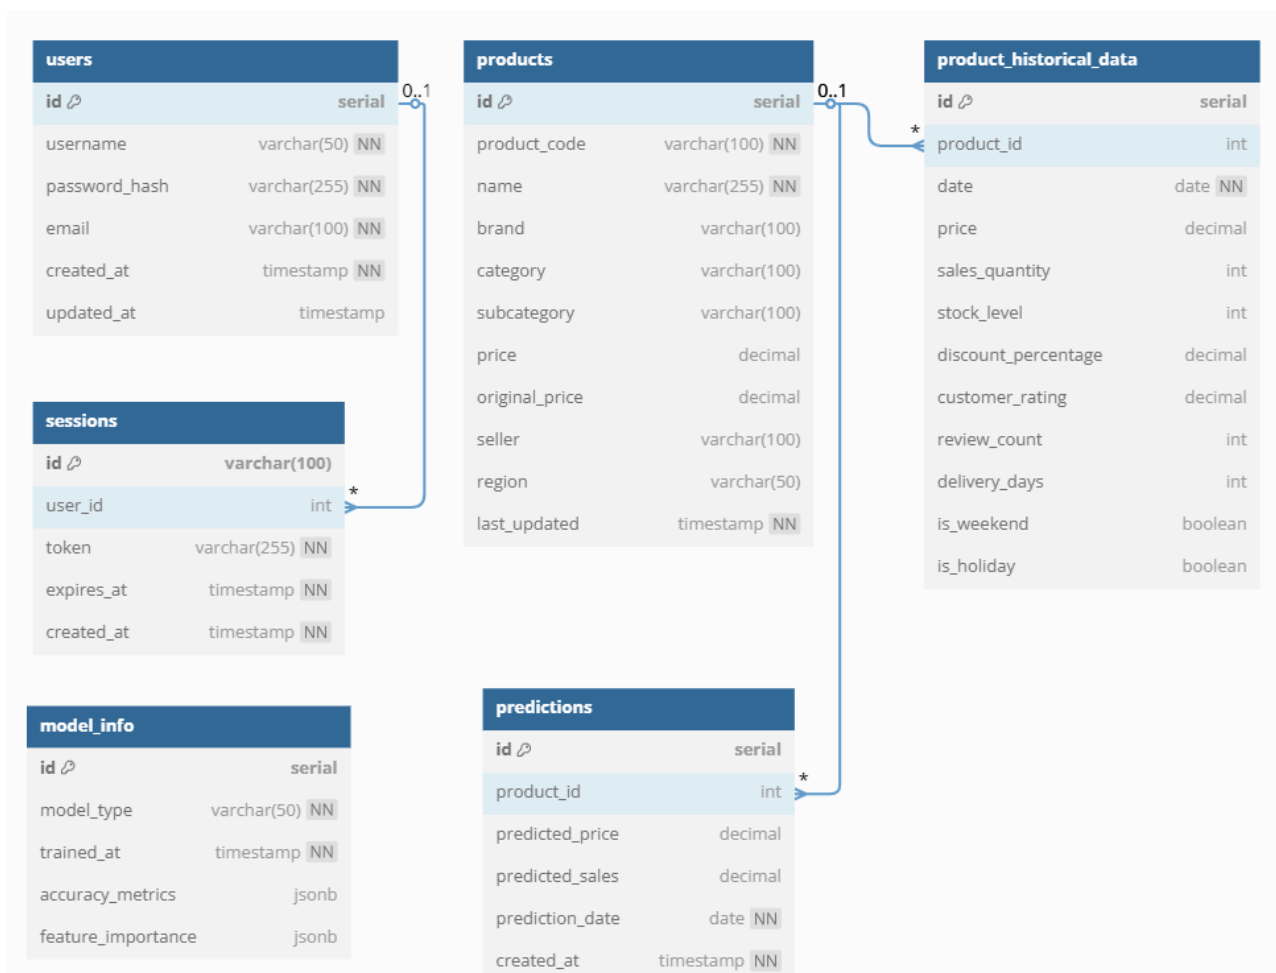 users
id serial
username varchar(50) NN
password_hash varchar(255) NN
email varchar(100) NN
created_at timestamp NN
updated_at timestamp
0..1
products
id serial
product_code varchar(100) NN
name varchar(255) NN
brand varchar(100)
category varchar(100)
subcategory varchar(100)
price decimal
original_price decimal
seller varchar(100)
region varchar(50)
last_updated timestamp NN
0..1
product_historical_data
id serial
* product_id int
date date NN
price decimal
sales_quantity int
stock_level int
discount_percentage decimal
customer_rating decimal
review_count int
delivery_days int
is_weekend boolean
is_holiday boolean
sessions
id varchar(100)
user_id int *
token varchar(255) NN
expires_at timestamp NN
created_at timestamp NN
model_info
id serial
model_type varchar(50) NN
trained_at timestamp NN
accuracy_metrics jsonb
feature_importance jsonb
predictions
id serial
product_id int *
predicted_price decimal
predicted_sales decimal
prediction_date date NN
created_at timestamp NN